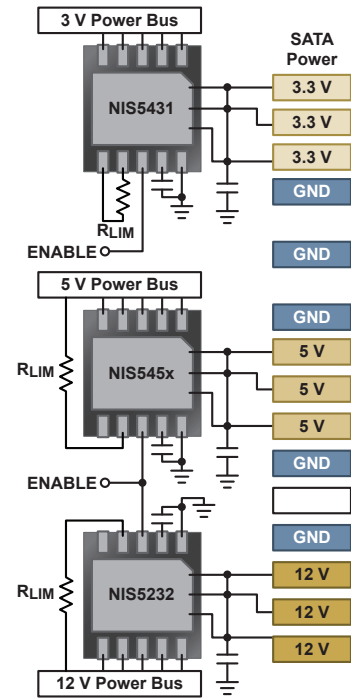 3 V Power Bus
SATA
Power
NIS5431
3.3 V
3.3 V
3.3 V
GND
RLIM
ENABLE
GND
5 V Power Bus
GND
RLIM
NIS545x
5 V
5 V
5 V
GND
ENABLE
GND
RLIM
NIS5232
12 V
12 V
12 V
12 V Power Bus